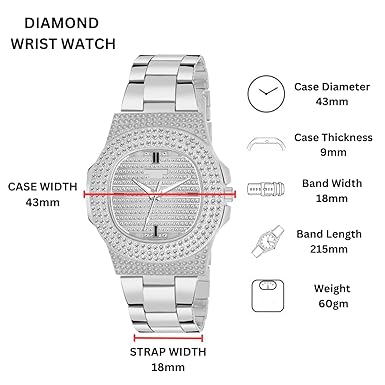 DIAMOND
WRIST WATCH
Case Diameter
43mm
Case Thickness
9mm
CASE WIDTH
43mm
Band Width
18mm
Band Length
215mm
Weight
60gm
STRAP WIDTH
18mm